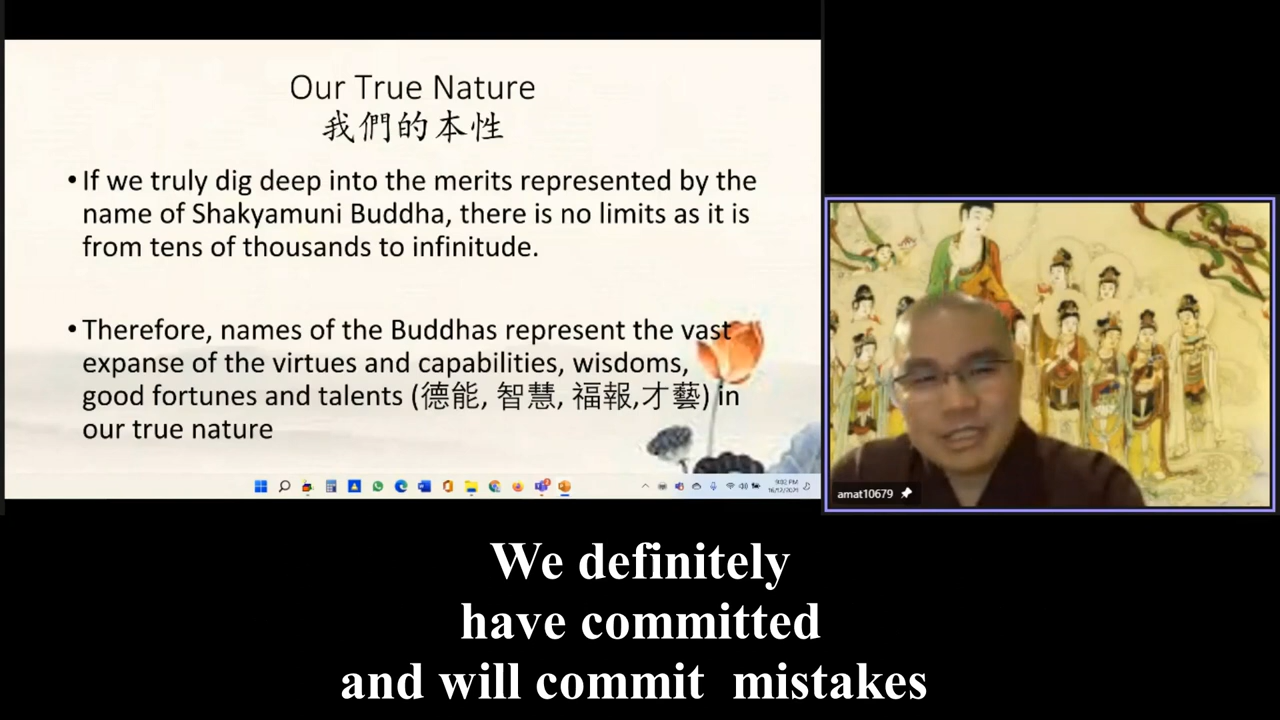 Our True Nature
我們的本性
• If we truly dig deep into the merits represented by the
name of Shakyamuni Buddha, there is no limits as it is
from tens of thousands to infinitude.
• Therefore, names of the Buddhas represent the vast
expanse of the virtues and capabilities, wisdoms,
good fortunes and talents (德能, 智慧, 福報,才藝) in
our true nature
9:02 PM
amat10679
We definitely
have committed
and will commit  mistakes